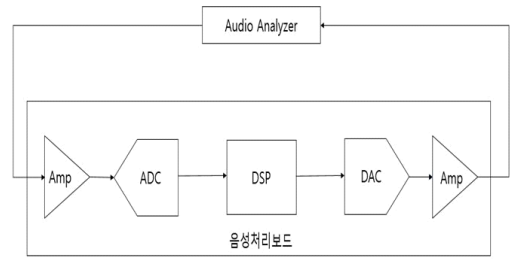 Audio Analyzer
Amp
ADC
DSP
DAC
Amp
음성처리보드